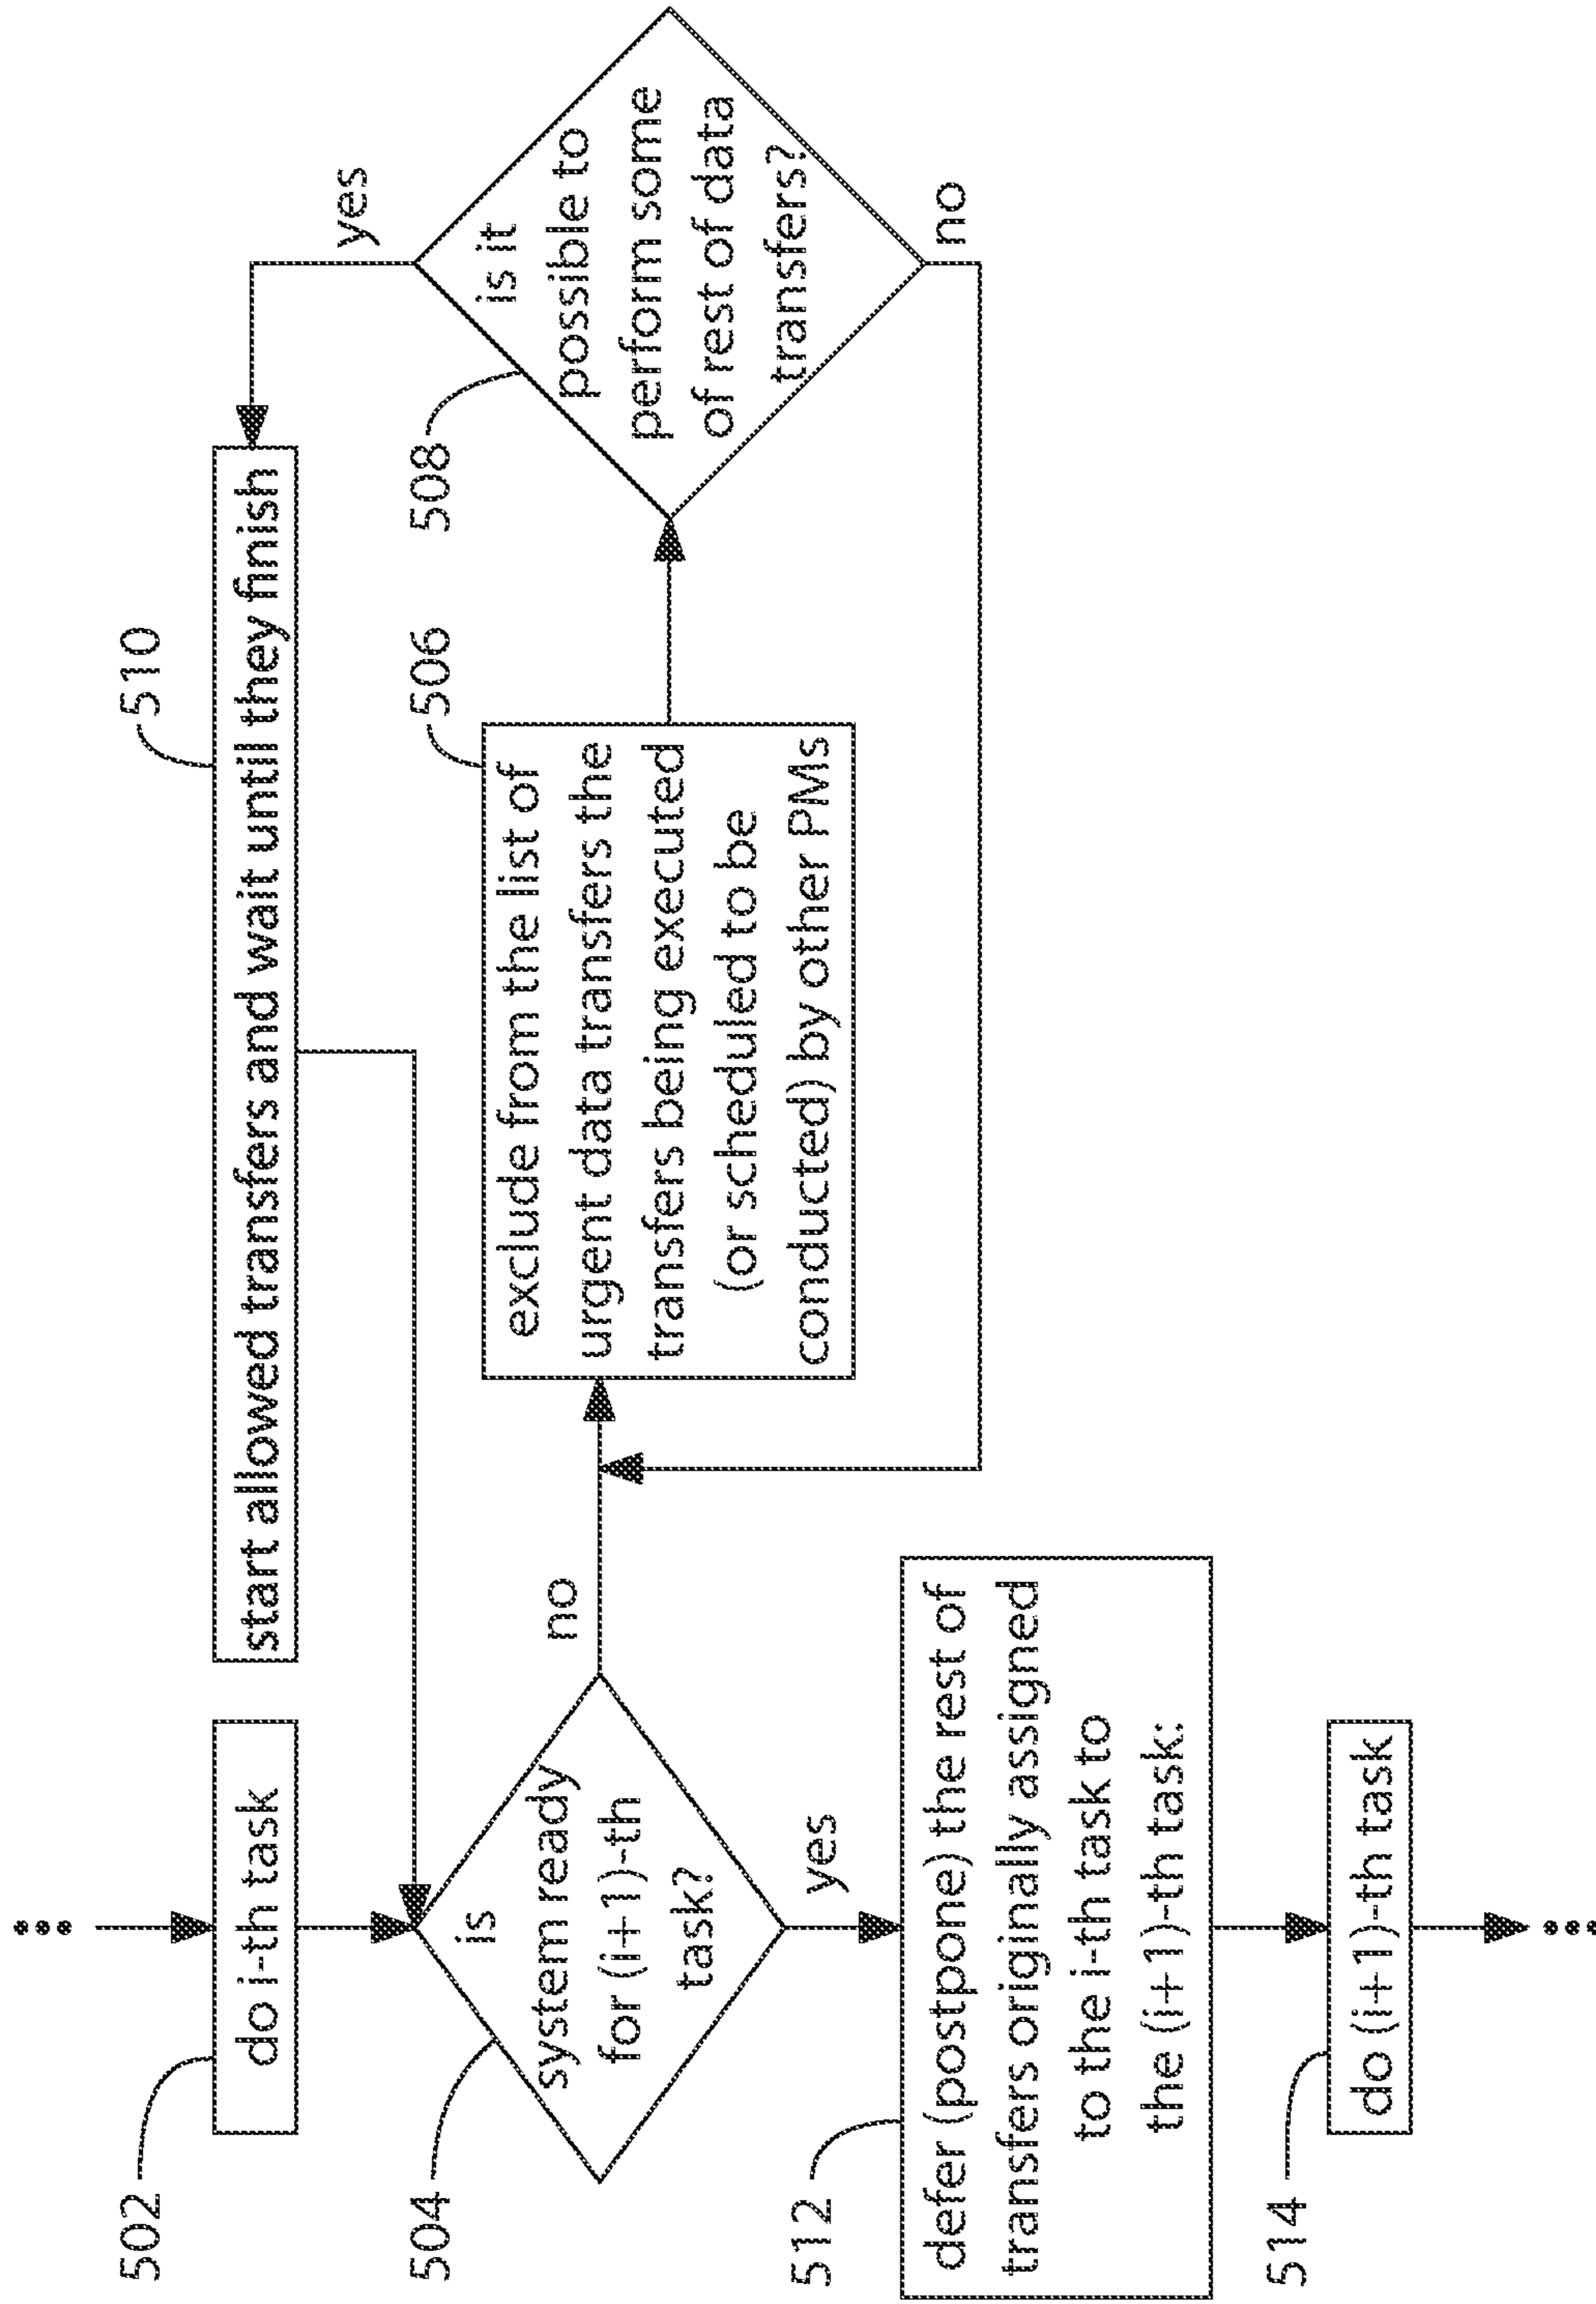 •••
502
do i-th task
510
start allowed transfers and wait until they finish
504
is
system ready
for (i+1)-th
task?
no
yes
506
exclude from the list of
urgent data transfers the
transfers being executed
(or scheduled to be
conducted) by other PMs
508
is it
possible to
perform some
of rest of data
transfers?
yes
no
512
defer (postpone) the rest of
transfers originally assigned
to the i-th task to
the (i+1)-th task:
514
do (i+1)-th task
•••